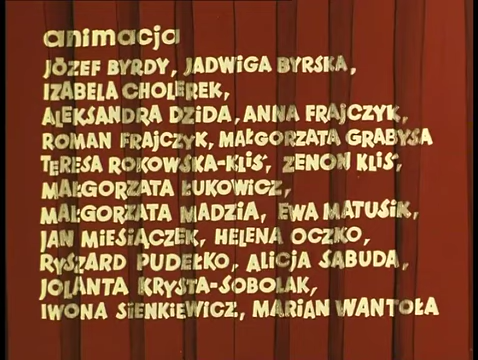 animacja
JÓZEF BYRDY, JADWIGA BYRSKA,
IZABELA CHOLEREK,
ALEKSANDRA DZIDA, ANNA FRAJCZYK,
ROMAN FRAJCZYK, MAŁGORZATA GRABYSA
TERESA ROKOWSKA-KLIŚ, ZENON KLIŚ,
MAŁGORZATA ŁUKOWICZ,
MAŁGORZATA MADZIA, EWA MATUSIK,
JAN MIESIĄCZEK, HELENA OCZKO,
RYSZARD PUDEŁKO, ALICJA SABUDA,
JOLANTA KRYSTA-SOBOLAK,
IWONA SIENKIEWICZ, MARIAN WANTOŁA